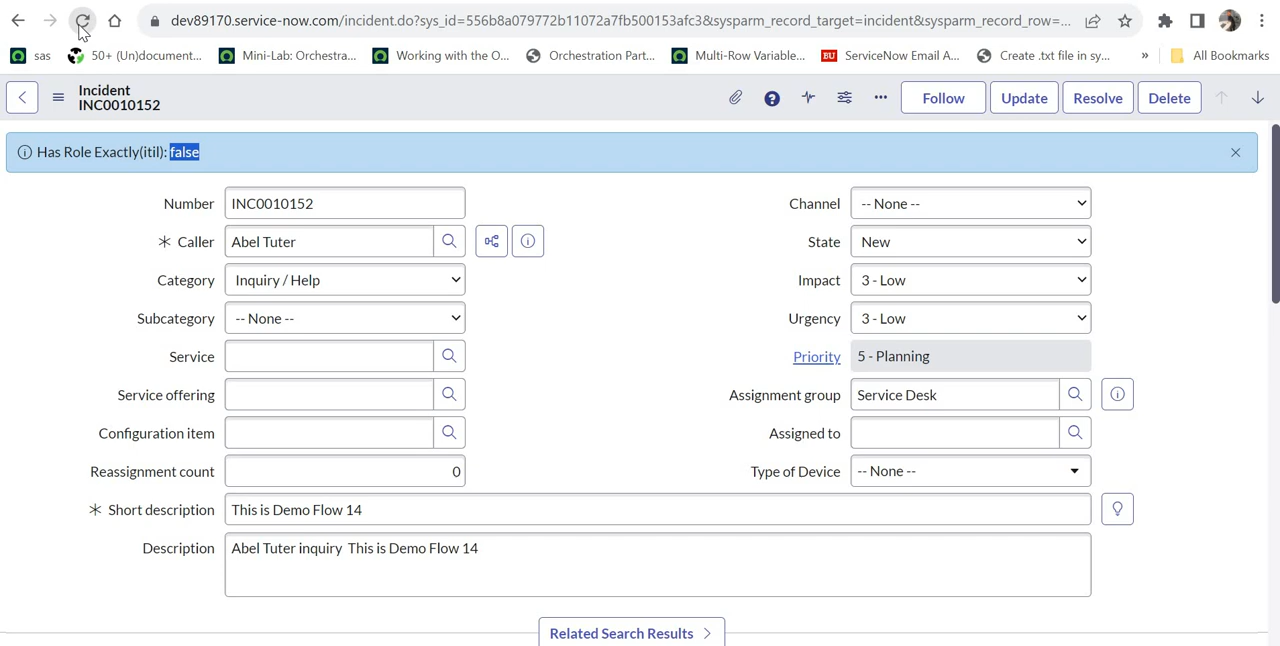 dev89170.service-now.com/incident.do?sys_id=556b8a079772b11072a7fb500153afc3&sysparm_record_target=incident&sysparm_record_row=...
sas 50+ (Un)document... Mini-Lab: Orchestra... Working with the O... Orchestration Part... Multi-Row Variable... BU ServiceNow Email A... Create .txt file in sy... » All Bookmarks
Incident
INC0010152
Follow Update Resolve Delete
Has Role Exactly(itil): false
Number INC0010152
Channel -- None --
Caller Abel Tuter
State New
Category Inquiry / Help
Impact 3 - Low
Subcategory -- None --
Urgency 3 - Low
Service
Priority 5 - Planning
Service offering
Assignment group Service Desk
Configuration item
Assigned to
Reassignment count 0
Type of Device -- None --
Short description This is Demo Flow 14
Description Abel Tuter inquiry This is Demo Flow 14
Related Search Results